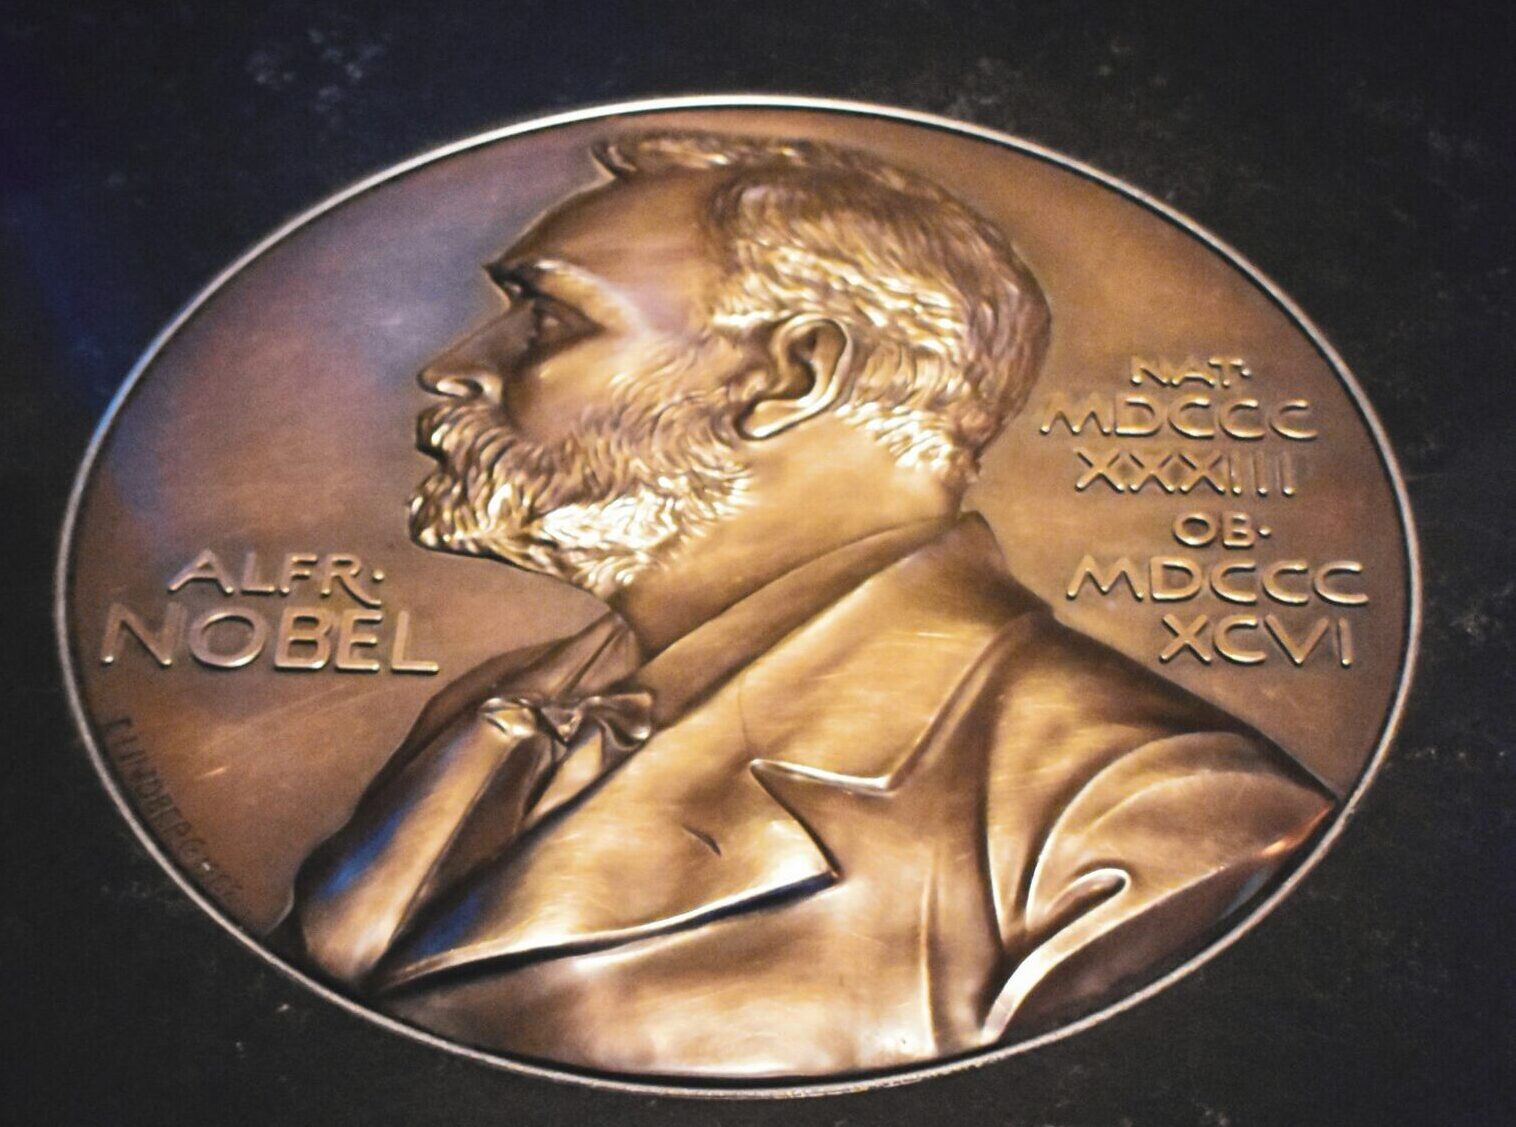 ALFR·
NOBEL
NAT·
MDCCC
XXXIII
OB·
MDCCC
XCVI